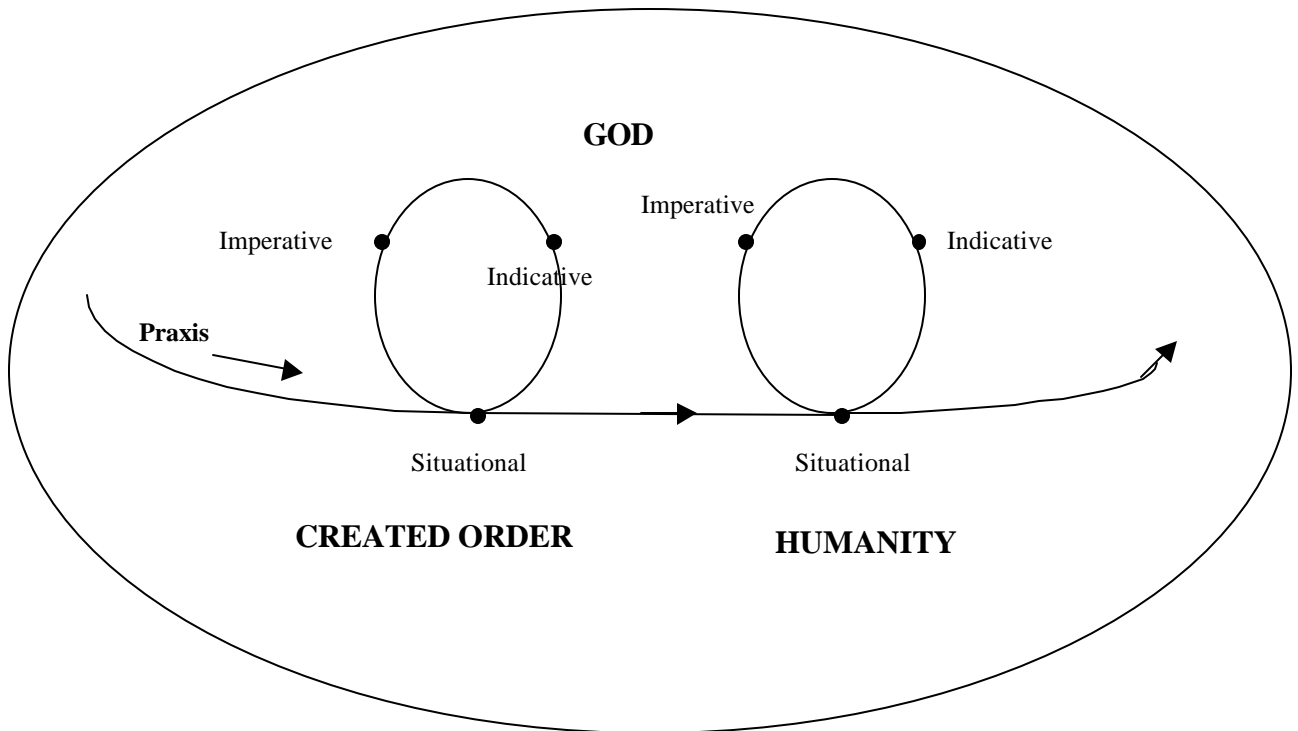 GOD
Imperative
Imperative
Indicative
Indicative
Praxis
Situational
Situational
CREATED ORDER
HUMANITY